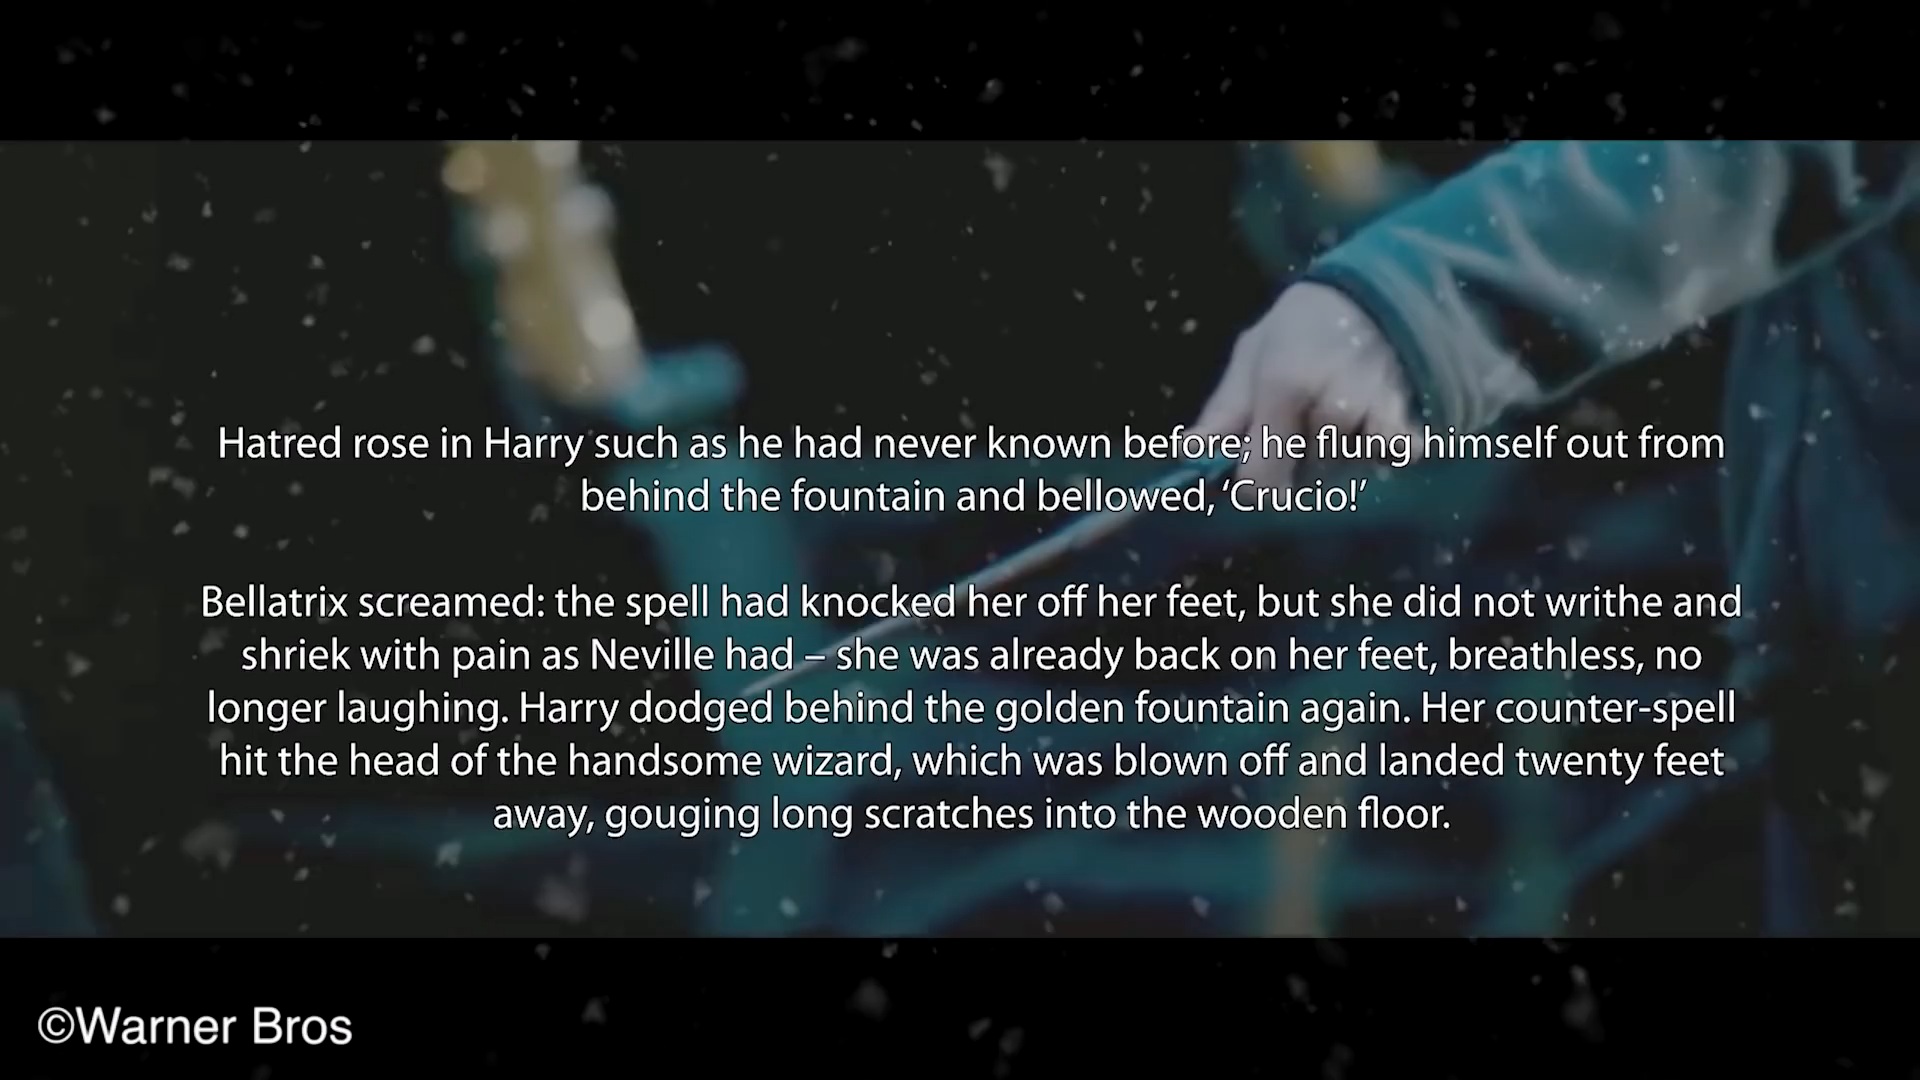 Hatred rose in Harry such as he had never known before; he flung himself out from
behind the fountain and bellowed, ‘Crucio!’
Bellatrix screamed: the spell had knocked her off her feet, but she did not writhe and
shriek with pain as Neville had – she was already back on her feet, breathless, no
longer laughing. Harry dodged behind the golden fountain again. Her counter-spell
hit the head of the handsome wizard, which was blown off and landed twenty feet
away, gouging long scratches into the wooden floor.
©Warner Bros